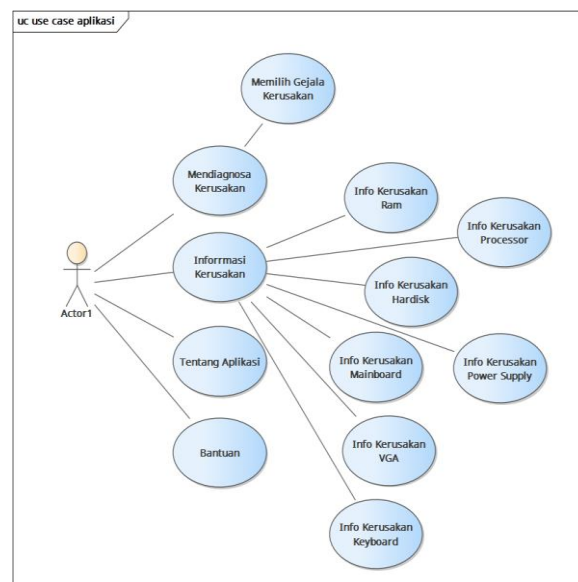 uc use case aplikasi
Memilih Gejala
Kerusakan
Mendiagnosa
Kerusakan
Info Kerusakan
Ram
Info Kerusakan
Processor
Inforrmasi
Kerusakan
Info Kerusakan
Hardisk
Actor1
Tentang Aplikasi
Info Kerusakan
Mainboard
Info Kerusakan
Power Supply
Bantuan
Info Kerusakan
VGA
Info Kerusakan
Keyboard